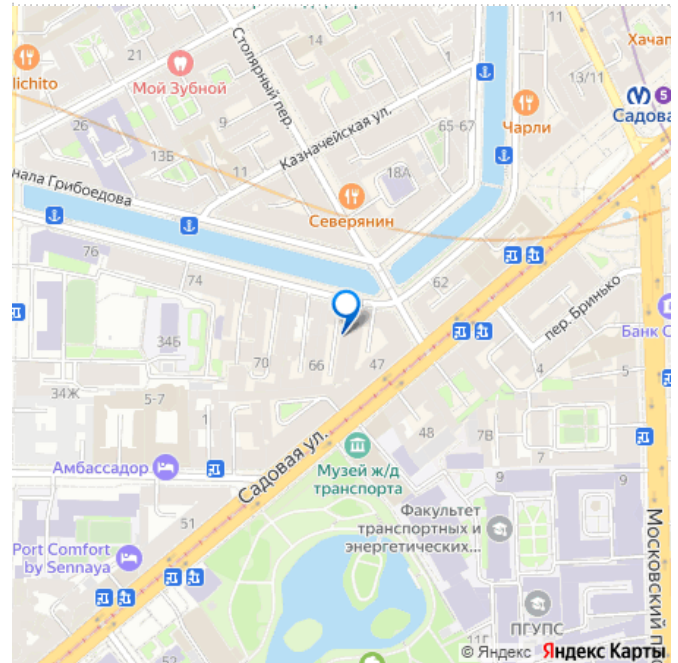 14
21
Хачап
lichito
Мой Зубной
Столярный пер.
13/11
5
Садова
Казначейская ул.
65-67
Чарли
26
9
13Б
11
18А
нала Грибоедова
Северянин
76
74
62
пер. Бринько
Банк С
34Б
70
66
47
4
5
34Ж
5-7
1
48
7В
7
9
9
Садовая ул.
Амбассадор
Музей ж/д
транспорта
51
Факультет
транспортных и
энергетических...
Московский п
Port Comfort
by Sennaya
ПГУПС
11Г
© Яндекс Яндекс Карты